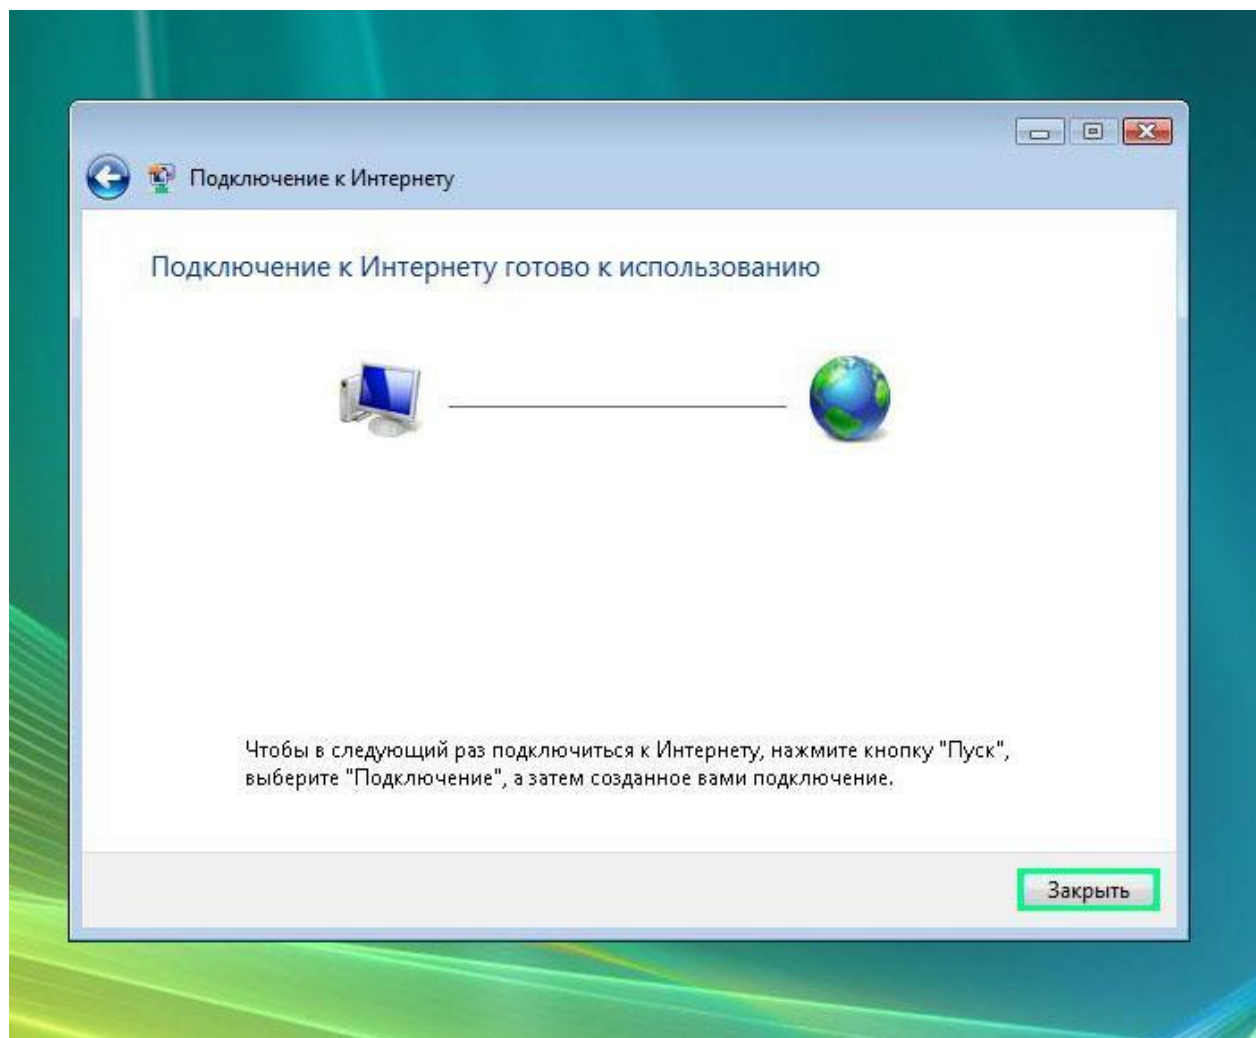 Подключение к Интернету
Подключение к Интернету готово к использованию
Чтобы в следующий раз подключиться к Интернету, нажмите кнопку "Пуск",
выберите "Подключение", а затем созданное вами подключение.
Закрыть